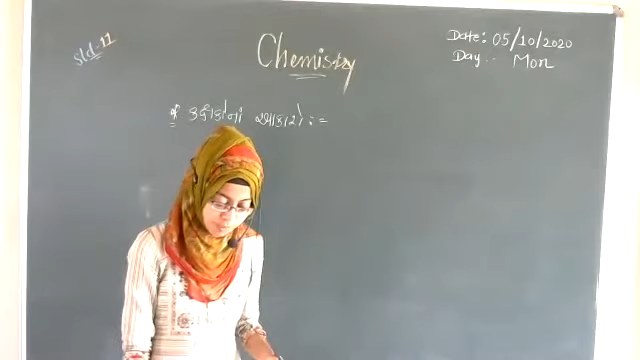 Std-11
Chemistry
Date: 05/10/2020
Day.. Mon
* કક્ષકોના આકારો :=